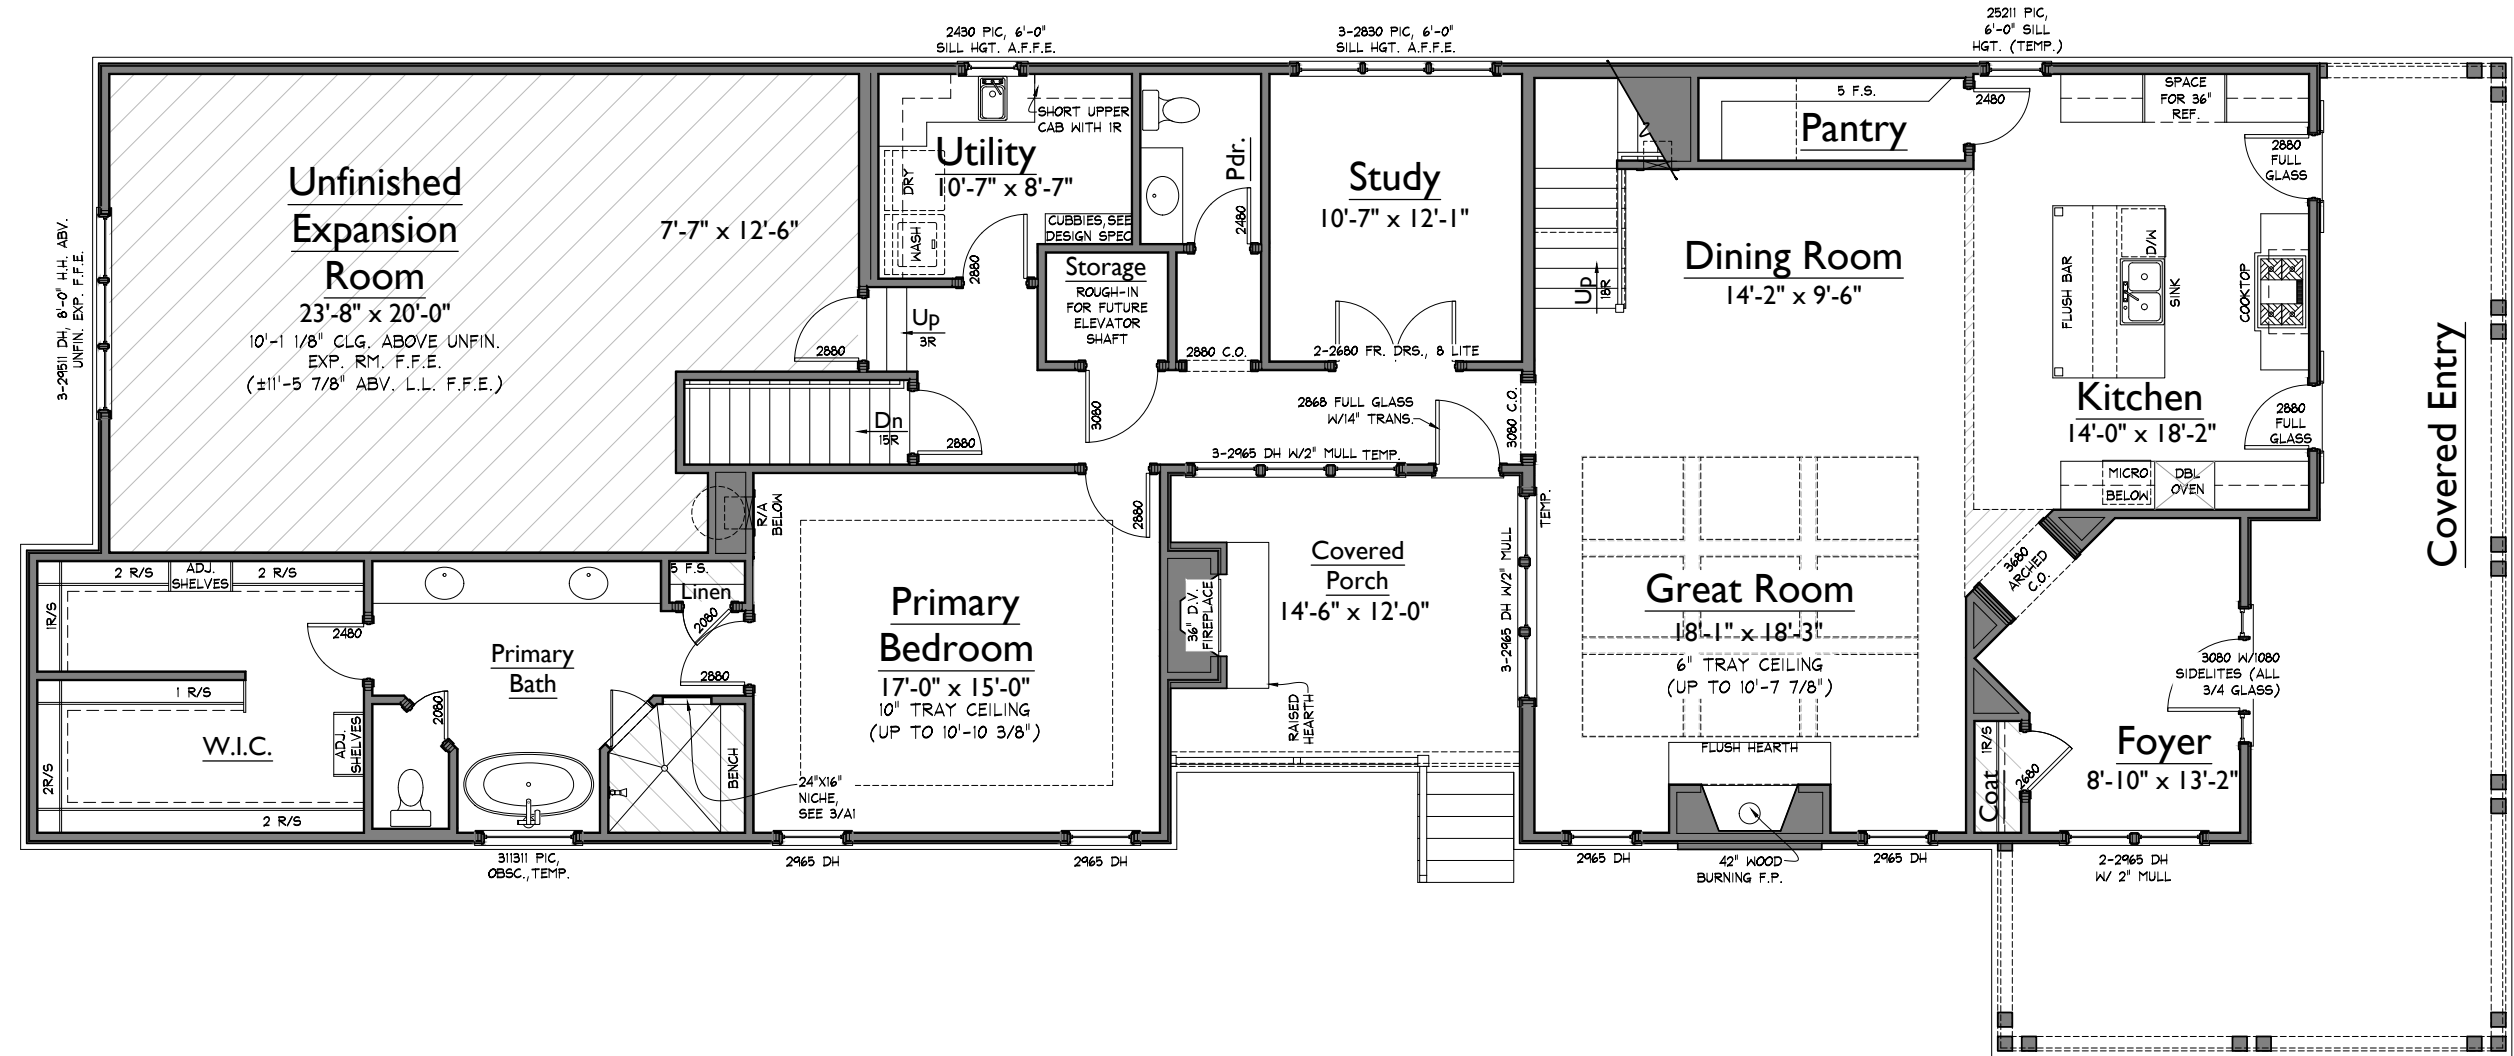 2430 PIC, 6'-0"
SILL HGT. A.F.F.E.
3-2830 PIC, 6'-0"
SILL HGT. A.F.F.E.
25211 PIC,
6'-0" SILL
HGT. (TEMP.)
3-29511 DH, 8'-0" H.H. ABV.
UNFIN. EXP. F.F.E.
Unfinished
Expansion
Room
23'-8" x 20'-0"
10'-1 1/8" CLG. ABOVE UNFIN.
EXP. RM. F.F.E.
(±11'-5 7/8" ABV. L.L. F.F.E.)
7'-7" x 12'-6"
2880
Up
3R
Dn
15R
2880
SHORT UPPER
CAB WITH 1R
Utility
10'-7" x 8'-7"
DRY
WASH
CUBBIES, SEE
DESIGN SPEC
2880
Pdr.
2480
Storage
ROUGH-IN
FOR FUTURE
ELEVATOR
SHAFT
3080
2880 C.O.
Study
10'-7" x 12'-1"
2-2680 FR. DRS., 8 LITE
2868 FULL GLASS
W/14" TRANS.
3080 C.O.
3-2965 DH W/2" MULL TEMP.
Up
18R
5 F.S.
Pantry
2480
SPACE
FOR 36"
REF.
2880
FULL
GLASS
Dining Room
14'-2" x 9'-6"
FLUSH BAR
D/W
SINK
COOKTOP
Kitchen
14'-0" x 18'-2"
2880
FULL
GLASS
MICRO
BELOW
DBL
OVEN
Covered Entry
R/A
BELOW
2880
Primary
Bedroom
17'-0" x 15'-0"
10" TRAY CEILING
(UP TO 10'-10 3/8")
36" D.V.
FIREPLACE
Covered
Porch
14'-6" x 12'-0"
RAISED
HEARTH
TEMP.
3-2965 DH W/2" MULL
Great Room
18'-1" x 18'-3"
6" TRAY CEILING
(UP TO 10'-7 7/8")
FLUSH HEARTH
3680
ARCHED
C.O.
3080 W/1080
SIDELITES (ALL
3/4 GLASS)
Foyer
8'-10" x 13'-2"
1R/S
Coat
2680
2 R/S
ADJ.
SHELVES
2 R/S
1R/S
2480
1 R/S
W.I.C.
ADJ.
SHELVES
2R/S
2 R/S
5 F.S.
Linen
2080
Primary
Bath
2880
2080
BENCH
24"X16"
NICHE,
SEE 3/A1
311311 PIC,
OBSC., TEMP.
2965 DH
2965 DH
2965 DH
42" WOOD
BURNING F.P.
2965 DH
2-2965 DH
W/ 2" MULL